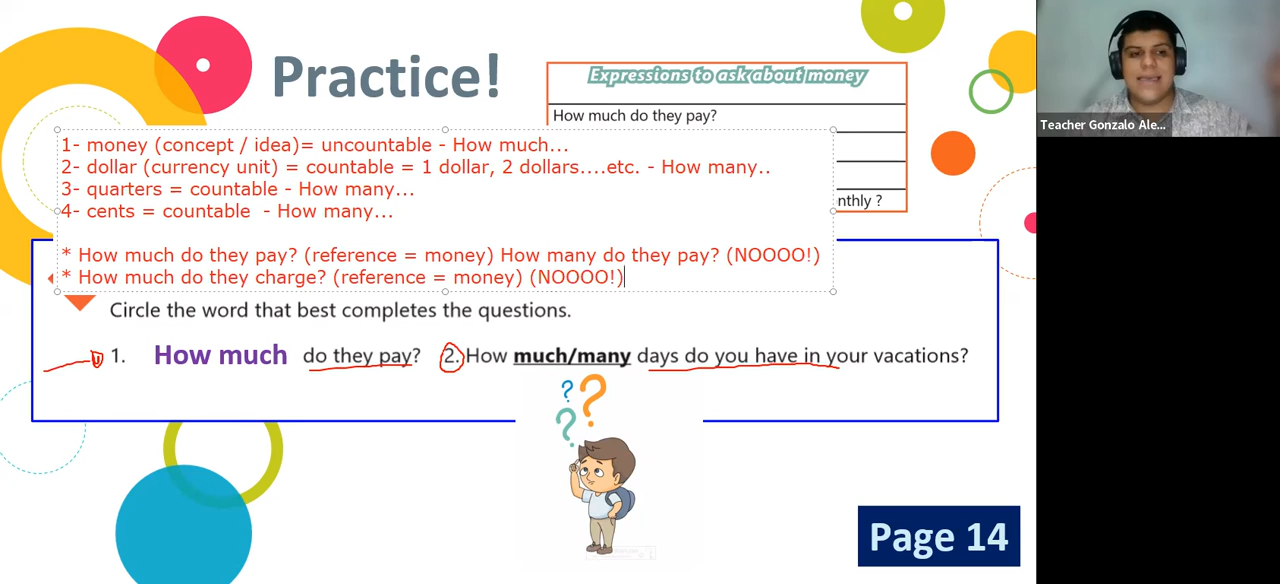 Practice!
Expressions to ask about money
How much do they pay?
1- money (concept / idea)= uncountable - How much...
2- dollar (currency unit) = countable = 1 dollar, 2 dollars....etc. - How many..
3- quarters = countable - How many...
4- cents = countable - How many...
nthly ?
* How much do they pay? (reference = money) How many do they pay? (NOOOO!)
* How much do they charge? (reference = money) (NOOOO!)
Circle the word that best completes the questions.
1. How much do they pay? 2. How much/many days do you have in your vacations?
Page 14
Teacher Gonzalo Ale...